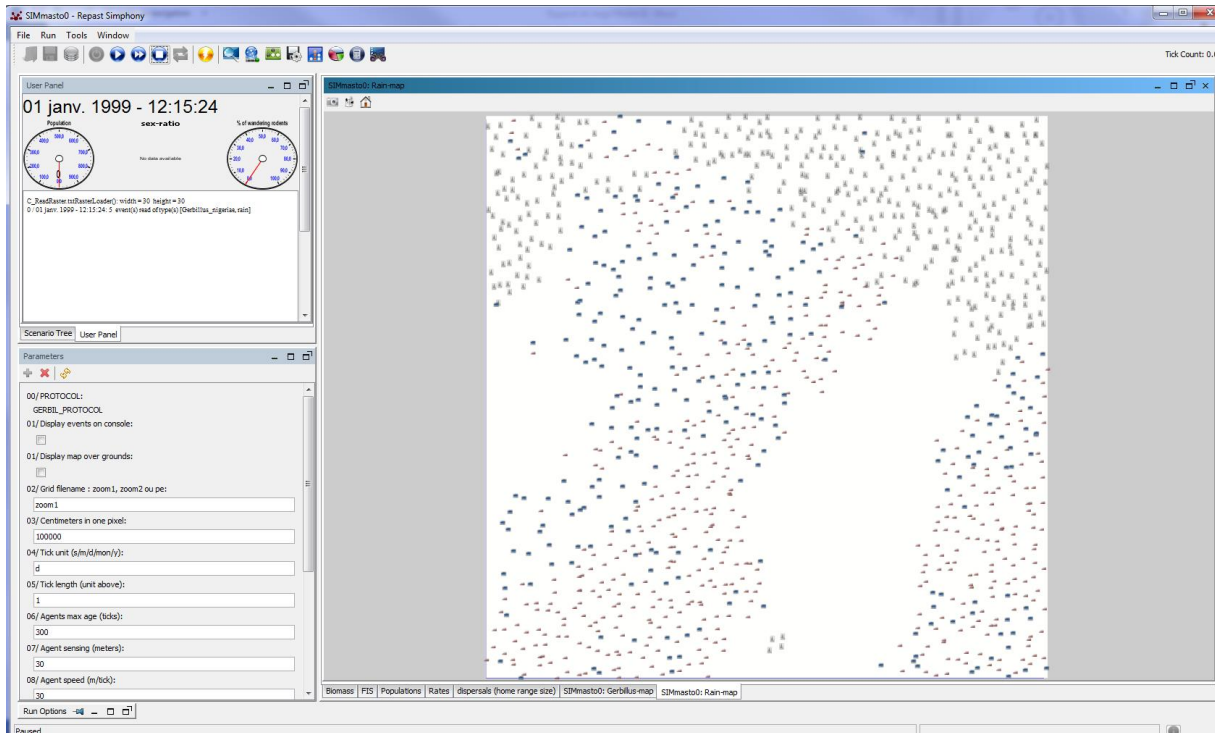 SIMmasto0 - Repast Simphony
File Run Tools Window
Tick Count: 0.0
User Panel
01 janv. 1999 - 12:15:24
Population
sex-ratio
% of wandering rodents
No data available
C_ReadRaster.txtRasterLoader(): width = 30 height = 30
0 / 01 janv. 1999 - 12:15:24: 5 event(s) read of type(s) [Gerbillus_nigeriae, rain]
Scenario Tree User Panel
Parameters
00/ PROTOCOL:
GERBIL_PROTOCOL
01/ Display events on console:
01/ Display map over grounds:
02/ Grid filename : zoom1, zoom2 ou pe:
zoom1
03/ Centimeters in one pixel:
100000
04/ Tick unit (s/m/d/mon/y):
d
05/ Tick length (unit above):
1
06/ Agents max age (ticks):
300
07/ Agent sensing (meters):
30
08/ Agent speed (m/tick):
30
Run Options
Paused
SIMmasto0: Rain-map
Biomass FIS Populations Rates dispersals (home range size) SIMmasto0: Gerbillus-map SIMmasto0: Rain-map